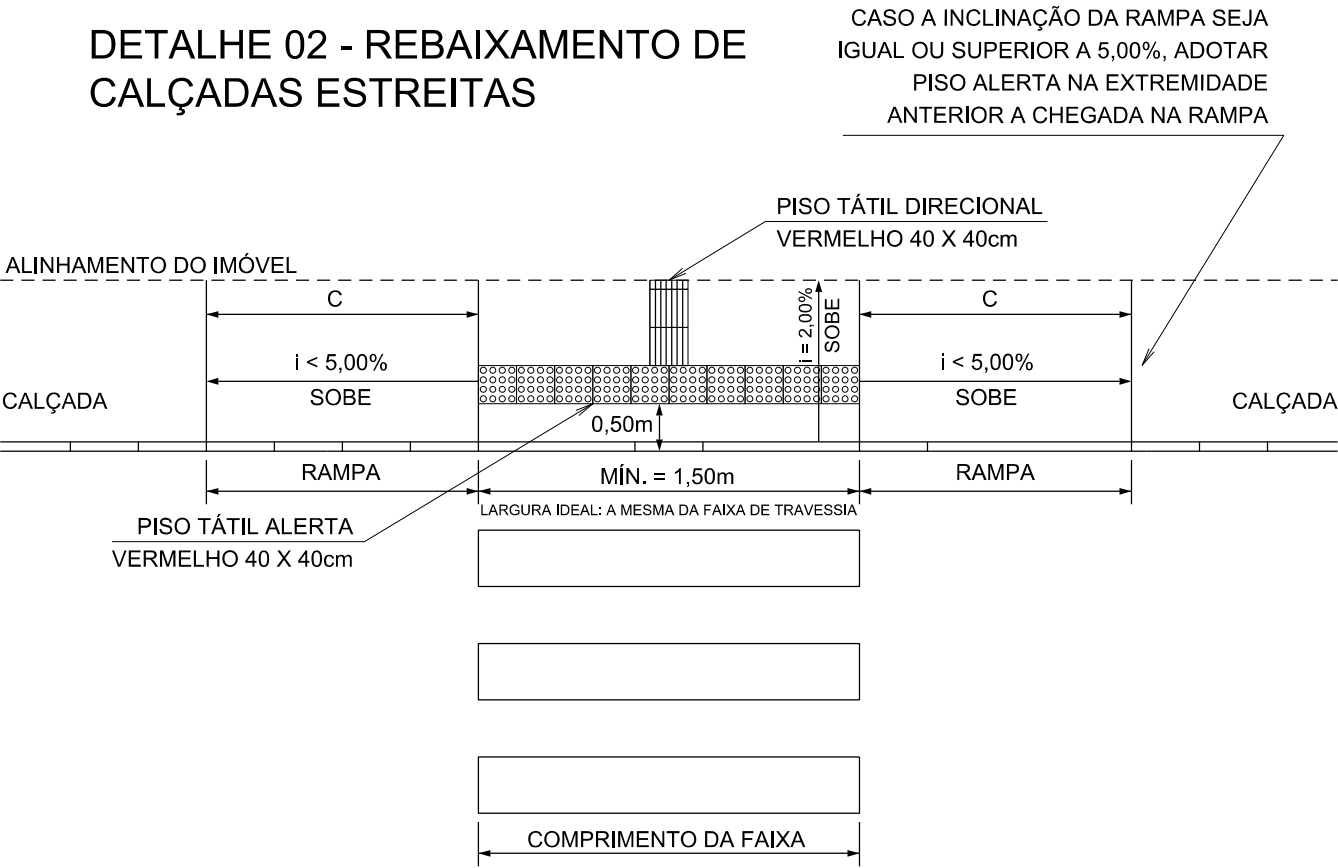 DETALHE 02 - REBAIXAMENTO DE
CALÇADAS ESTREITAS
CASO A INCLINAÇÃO DA RAMPA SEJA
IGUAL OU SUPERIOR A 5,00%, ADOTAR
PISO ALERTA NA EXTREMIDADE
ANTERIOR A CHEGADA NA RAMPA
PISO TÁTIL DIRECIONAL
VERMELHO 40 X 40cm
ALINHAMENTO DO IMÓVEL
C
i = 2,00%
SOBE
C
i < 5,00%
SOBE
i < 5,00%
SOBE
CALÇADA
CALÇADA
0,50m
RAMPA
MÍN. = 1,50m
RAMPA
LARGURA IDEAL: A MESMA DA FAIXA DE TRAVESSIA
PISO TÁTIL ALERTA
VERMELHO 40 X 40cm
COMPRIMENTO DA FAIXA